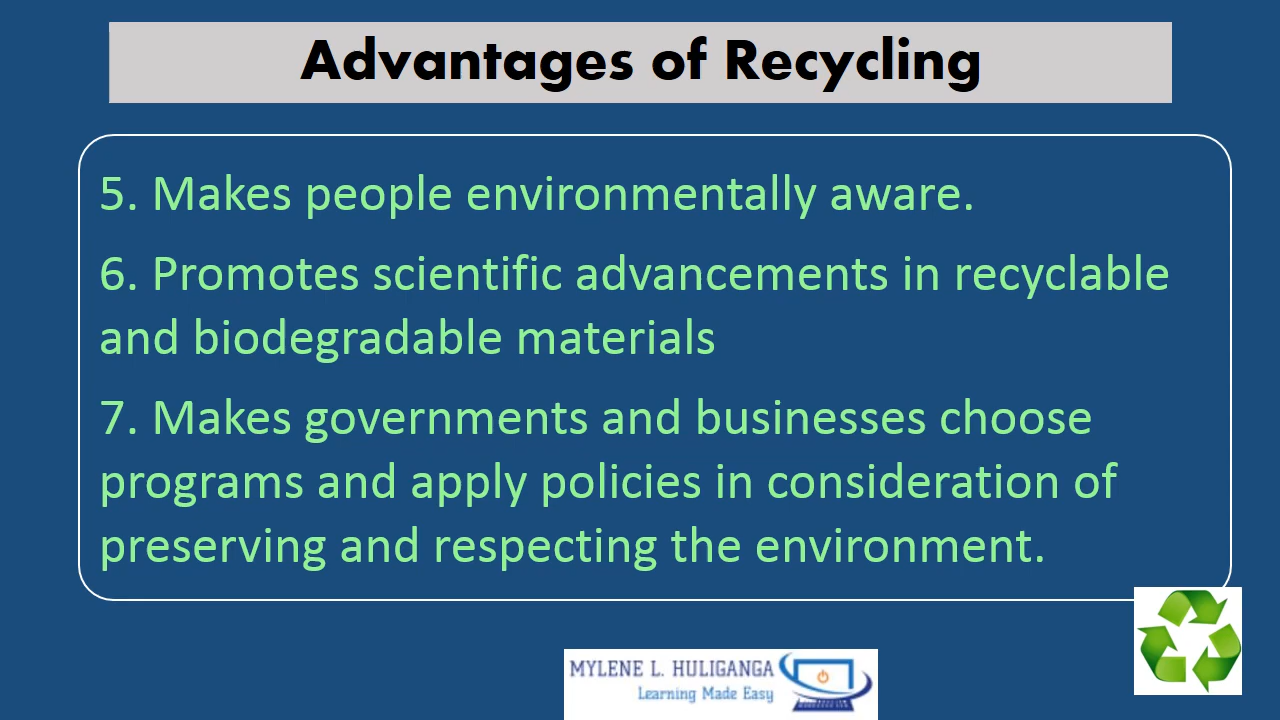 Advantages of Recycling
5. Makes people environmentally aware.
6. Promotes scientific advancements in recyclable
and biodegradable materials
7. Makes governments and businesses choose
programs and apply policies in consideration of
preserving and respecting the environment.
MYLENE L. HULIGANGA
Learning Made Easy